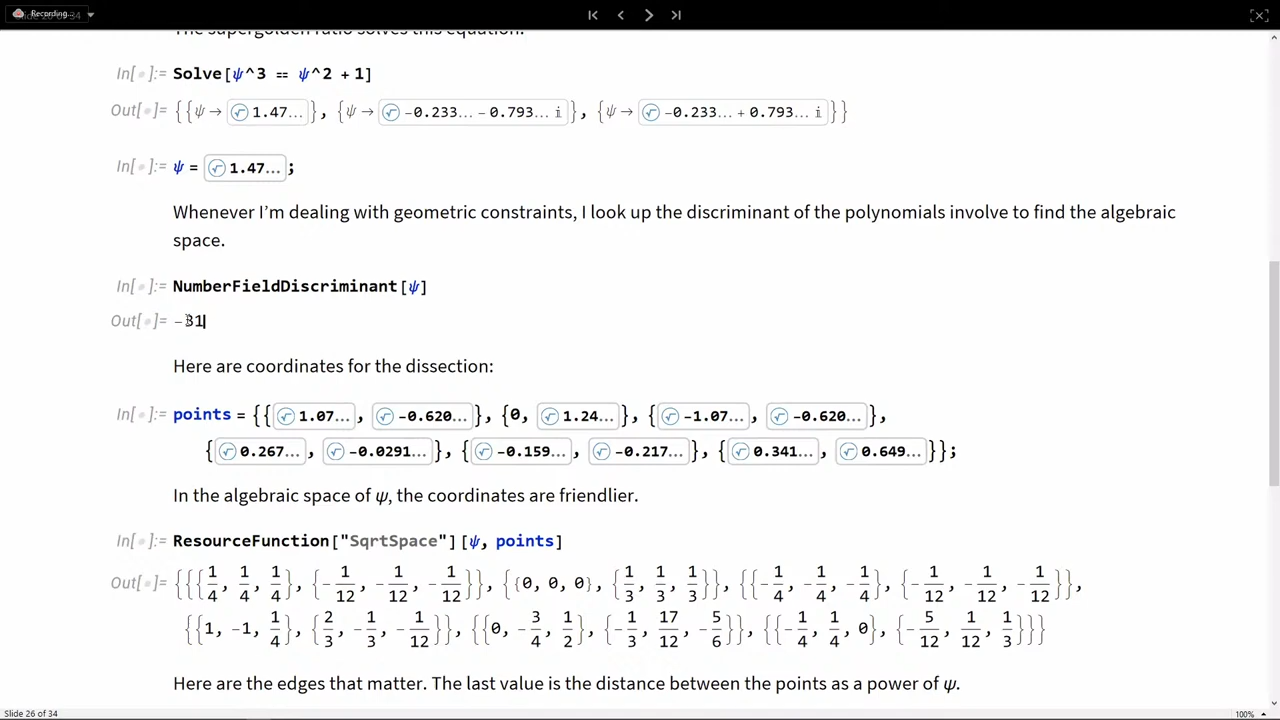 Recording...
The supergolden ratio solves this equation.
In[ ]:= Solve[ψ^3 == ψ^2 + 1]
Out[ ]= {{ψ → √ 1.47...}, {ψ → √ -0.233... - 0.793... i}, {ψ → √ -0.233... + 0.793... i}}
In[ ]:= ψ = √ 1.47... ;
Whenever I'm dealing with geometric constraints, I look up the discriminant of the polynomials involve to find the algebraic
space.
In[ ]:= NumberFieldDiscriminant[ψ]
Out[ ]= -31
Here are coordinates for the dissection:
In[ ]:= points = {{√ 1.07..., √ -0.620...}, {0, √ 1.24...}, {√ -1.07..., √ -0.620...},
{√ 0.267..., √ -0.0291...}, {√ -0.159..., √ -0.217...}, {√ 0.341..., √ 0.649...}};
In the algebraic space of ψ, the coordinates are friendlier.
In[ ]:= ResourceFunction["SqrtSpace"][ψ, points]
Out[ ]= {{{1/4, 1/4, 1/4}, {-1/12, -1/12, -1/12}}, {{0, 0, 0}, {1/3, 1/3, 1/3}}, {{-1/4, -1/4, -1/4}, {-1/12, -1/12, -1/12}},
{{1, -1, 1/4}, {2/3, -1/3, -1/12}}, {{0, -3/4, 1/2}, {-1/3, 17/12, -5/6}}, {{-1/4, 1/4, 0}, {-5/12, 1/12, 1/3}}}
Here are the edges that matter. The last value is the distance between the points as a power of ψ.
Slide 26 of 34
100%